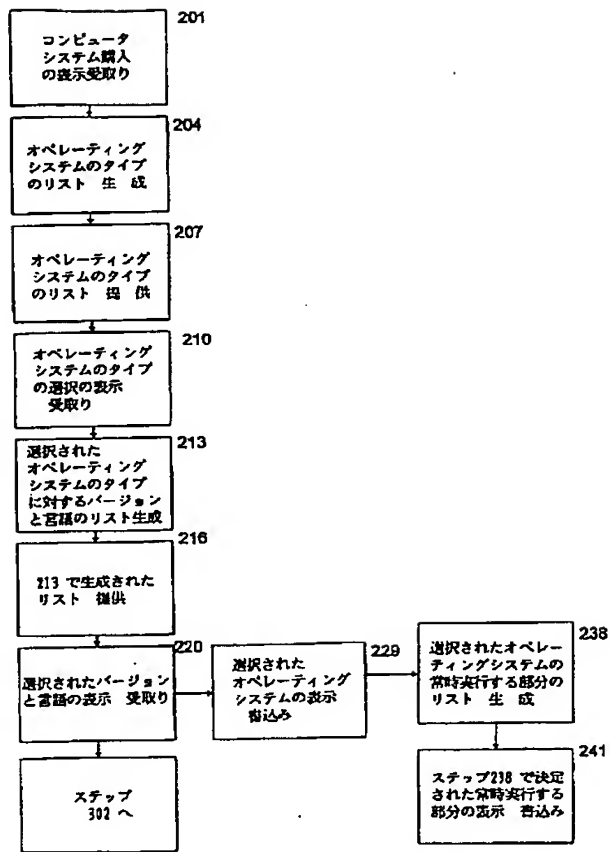 201
コンピュータ
システム購入
の表示受取り
204
オペレーティング
システムのタイプ
のリスト 生 成
207
オペレーティング
システムのタイプ
のリスト 提 供
210
オペレーティング
システムのタイプ
の選択の表示
受取り
213
選択された
オペレーティング
システムのタイプ
に対するバージョン
と言語のリスト生成
216
213 で生成された
リスト 提供
220
選択されたバージョン
と言語の表示 受取り
229
選択された
オペレーティング
システムの表示
書込み
238
選択されたオペレー
ティングシステムの
常時実行する部分の
リスト 生 成
241
ステップ238 で決定
された常時実行する
部分の表示 書込み
ステップ
302 へ